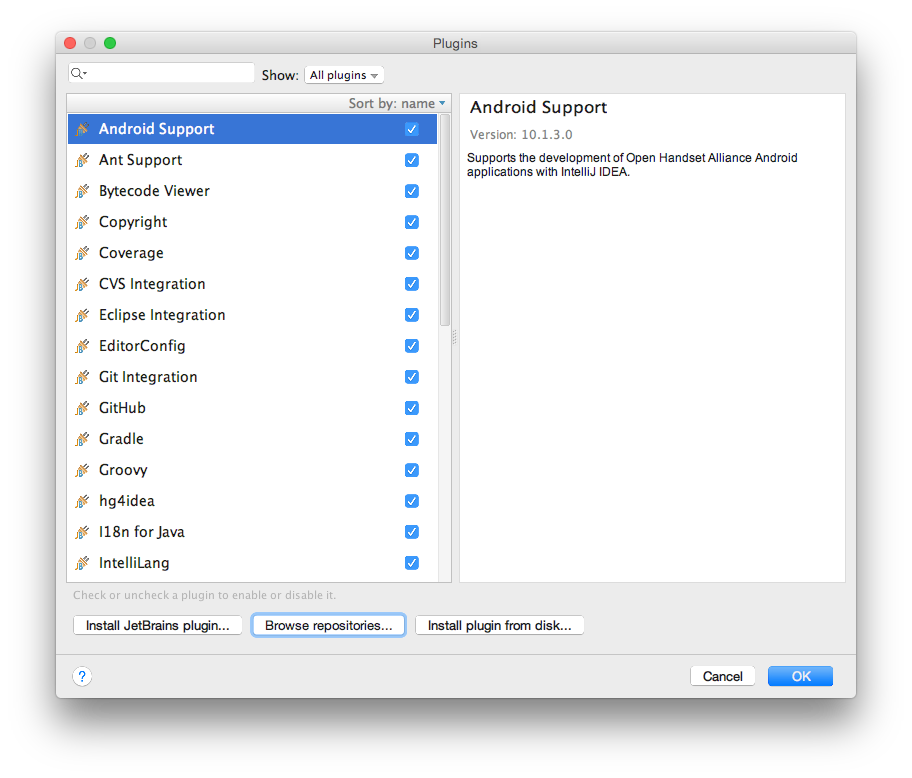 Plugins
Show: All plugins
Sort by: name
Android Support
Ant Support
Bytecode Viewer
Copyright
Coverage
CVS Integration
Eclipse Integration
EditorConfig
Git Integration
GitHub
Gradle
Groovy
hg4idea
I18n for Java
IntelliLang
Android Support
Version: 10.1.3.0
Supports the development of Open Handset Alliance Android
applications with IntelliJ IDEA.
Check or uncheck a plugin to enable or disable it.
Install JetBrains plugin... Browse repositories... Install plugin from disk...
? Cancel OK